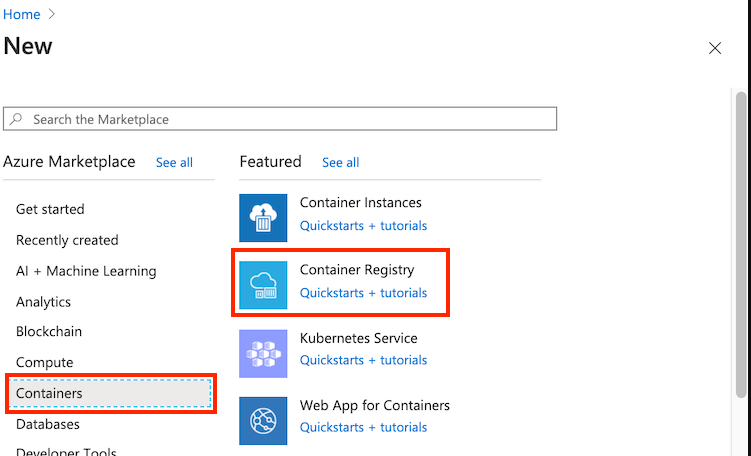 Home
New
Search the Marketplace
Azure Marketplace See all
Get started
Recently created
AI + Machine Learning
Analytics
Blockchain
Compute
Containers
Databases
Developer Tools
Featured See all
Container Instances
Quickstarts + tutorials
Container Registry
Quickstarts + tutorials
Kubernetes Service
Quickstarts + tutorials
Web App for Containers
Quickstarts + tutorials